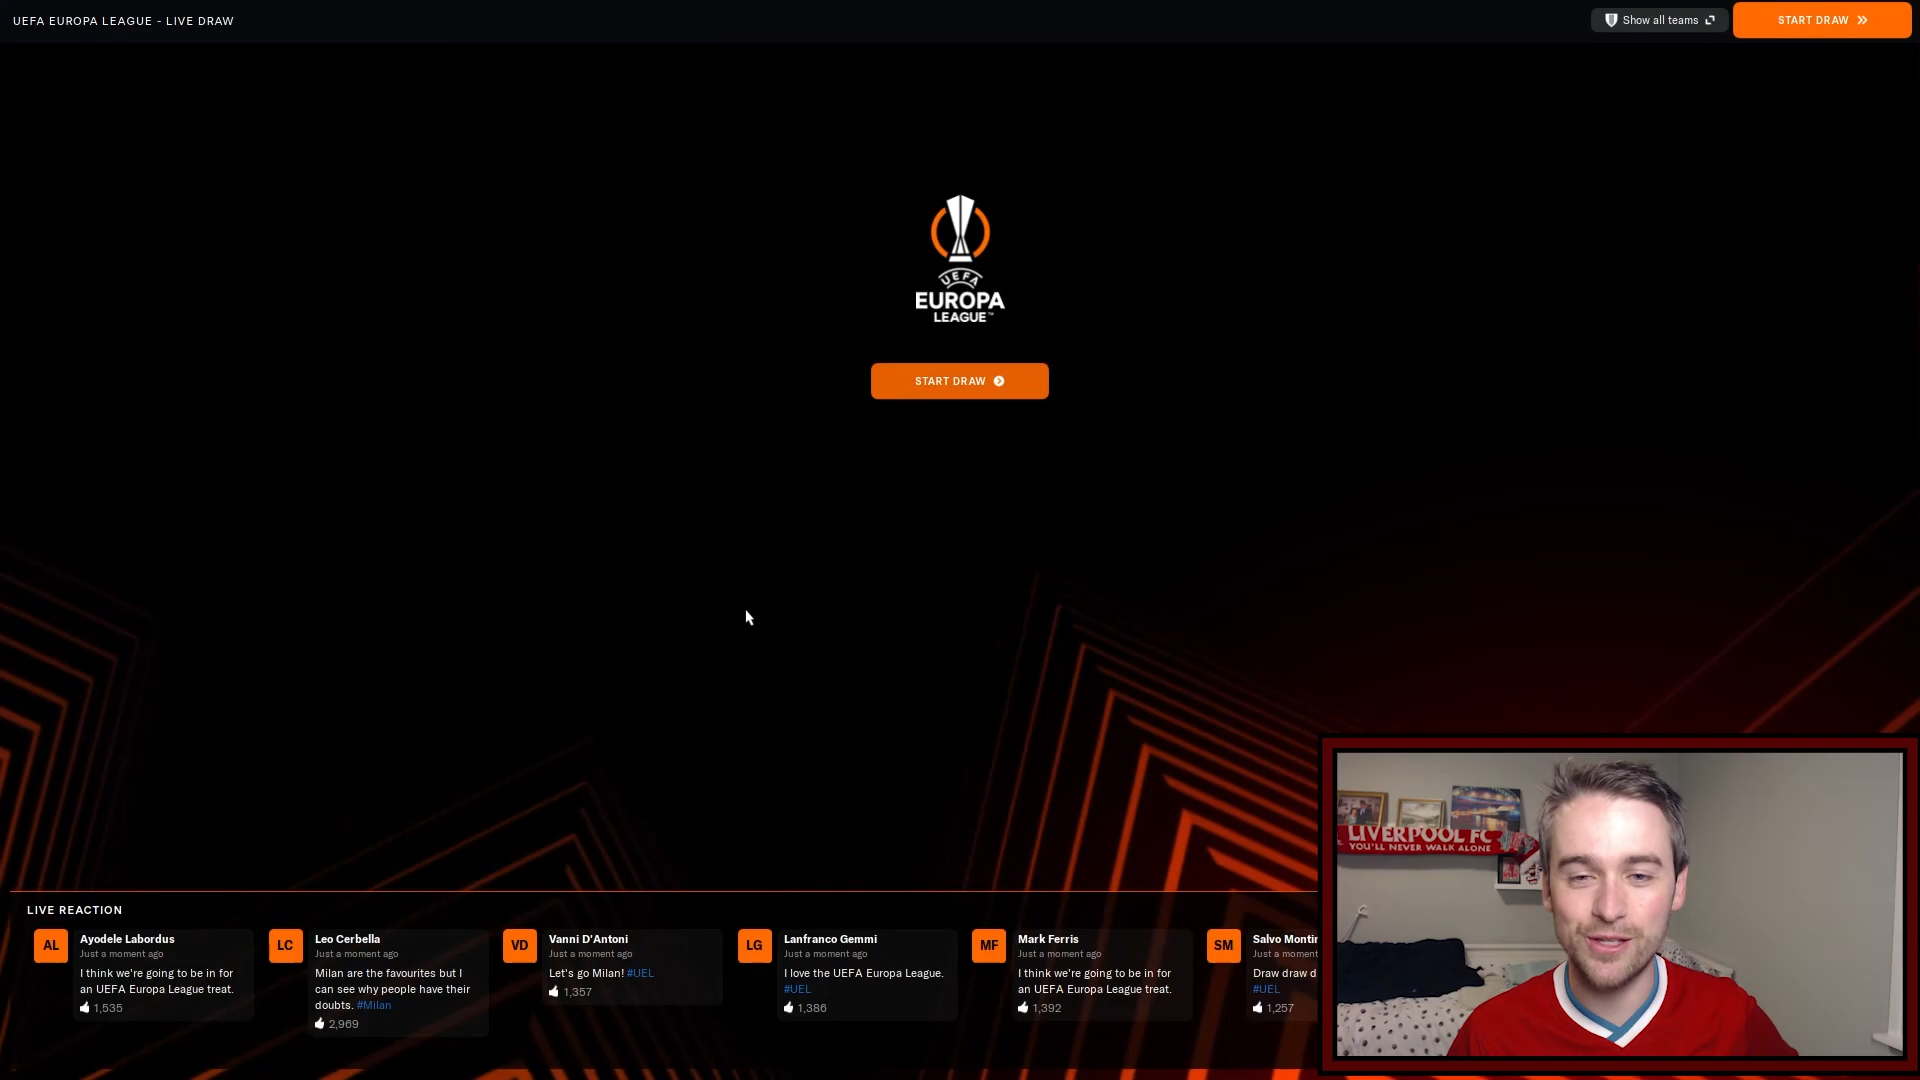 UEFA EUROPA LEAGUE - LIVE DRAW
Show all teams
START DRAW
UEFA
EUROPA
LEAGUE™
START DRAW
LIVE REACTION
AL
Ayodele Labordus
Just a moment ago
I think we're going to be in for
an UEFA Europa League treat.
1,535
LC
Leo Cerbella
Just a moment ago
Milan are the favourites but I
can see why people have their
doubts. #Milan
2,969
VD
Vanni D'Antoni
Just a moment ago
Let's go Milan! #UEL
1,357
LG
Lanfranco Gemmi
Just a moment ago
I love the UEFA Europa League.
#UEL
1,386
MF
Mark Ferris
Just a moment ago
I think we're going to be in for
an UEFA Europa League treat.
1,392
SM
Salvo
Just a moment
Draw draw
#UEL
1,257
LIVERPOOL FC
YOU'LL NEVER WALK ALONE